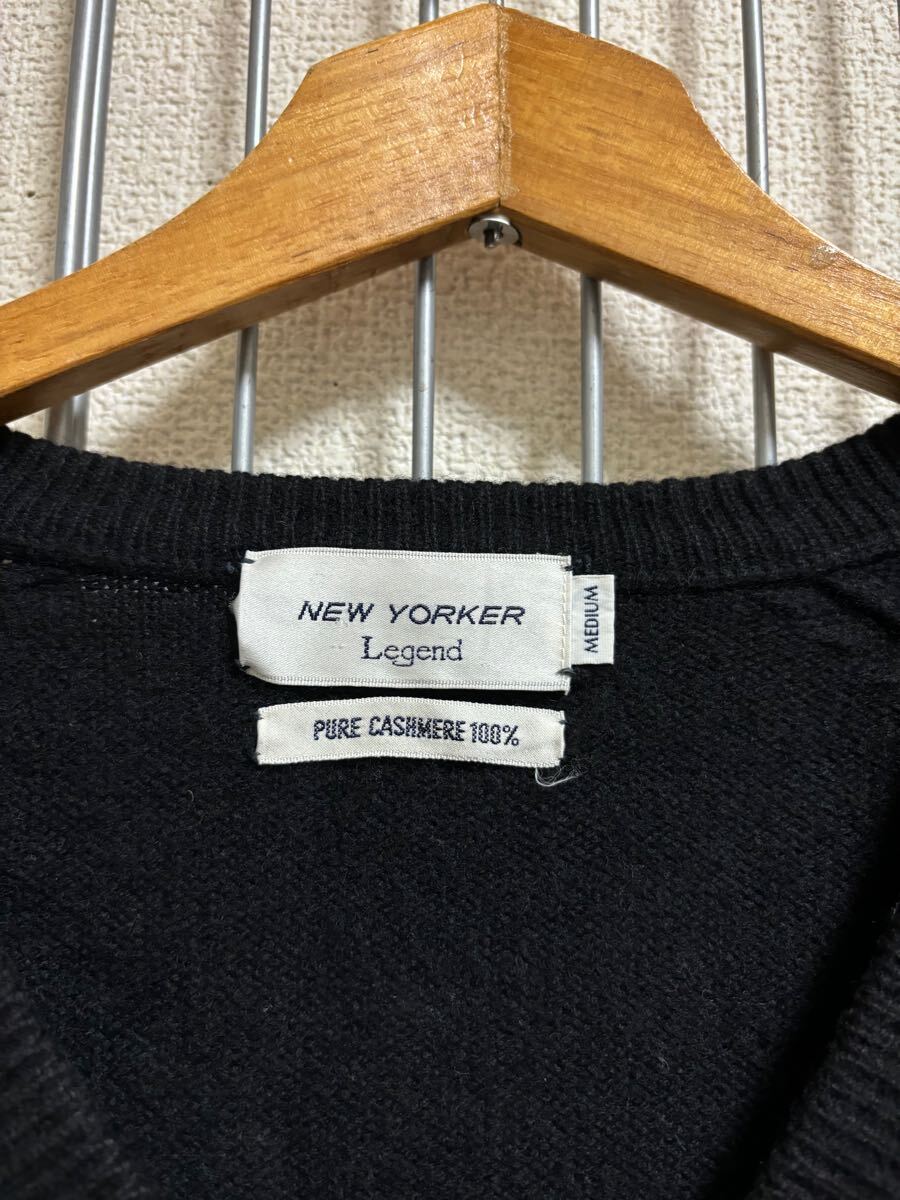 NEW YORKER
Legend
MEDIUM
PURE CASHMERE 100%